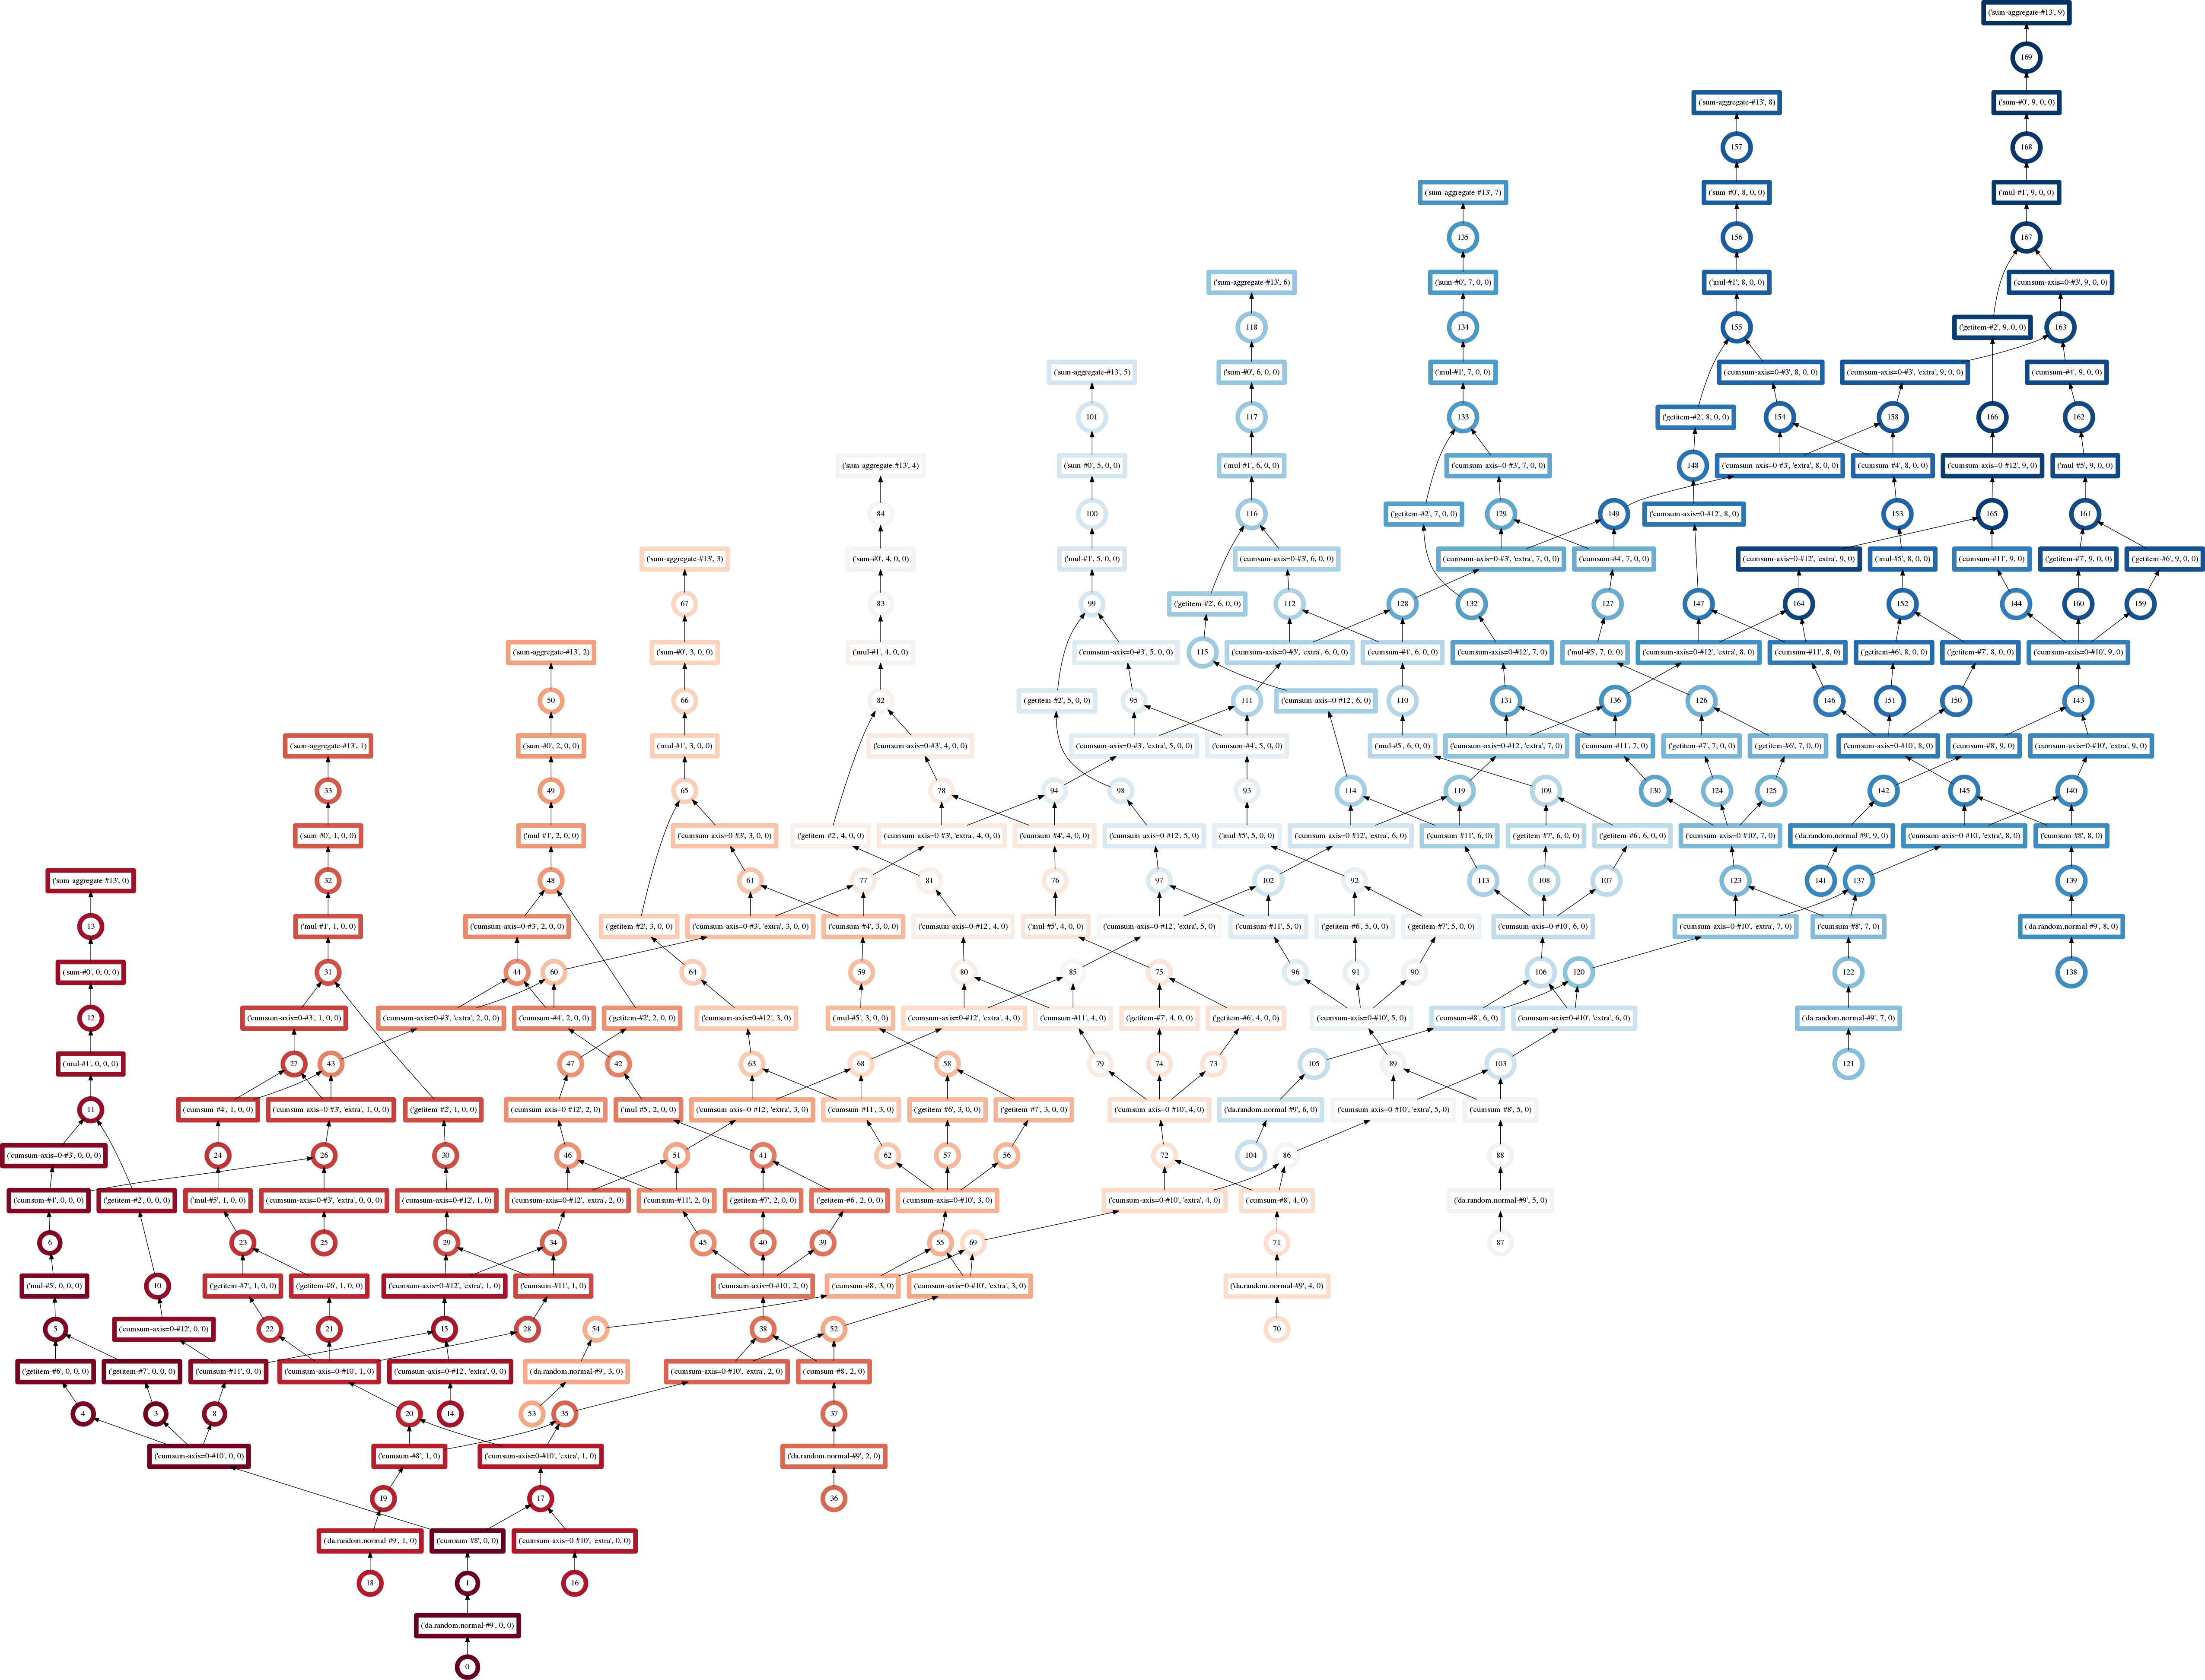 ('sum-aggregate-#13', 9)
169
('sum-#0', 9, 0, 0)
('sum-aggregate-#13', 8)
168
157
('mul-#1', 9, 0, 0)
('sum-#0', 8, 0, 0)
('sum-aggregate-#13', 7)
167
156
135
('cumsum-axis=0-#3', 9, 0, 0)
('mul-#1', 8, 0, 0)
('sum-#0', 7, 0, 0)
('sum-aggregate-#13', 6)
('getitem-#2', 9, 0, 0)
163
155
134
118
('cumsum-axis=0-#3', 8, 0, 0)
('cumsum-axis=0-#3', 'extra', 9, 0, 0)
('cumsum-#4', 9, 0, 0)
('mul-#1', 7, 0, 0)
('sum-#0', 6, 0, 0)
('sum-aggregate-#13', 5)
('getitem-#2', 8, 0, 0)
154
158
166
162
133
117
101
('sum-aggregate-#13', 4)
('sum-#0', 5, 0, 0)
('mul-#1', 6, 0, 0)
('cumsum-axis=0-#3', 7, 0, 0)
148
('cumsum-axis=0-#3', 'extra', 8, 0, 0)
('cumsum-#4', 8, 0, 0)
('cumsum-axis=0-#12', 9, 0)
('mul-#5', 9, 0, 0)
84
100
116
('getitem-#2', 7, 0, 0)
129
149
('cumsum-axis=0-#12', 8, 0)
153
165
161
('sum-aggregate-#13', 3)
('sum-#0', 4, 0, 0)
('mul-#1', 5, 0, 0)
('cumsum-axis=0-#3', 6, 0, 0)
('cumsum-axis=0-#3', 'extra', 7, 0, 0)
('cumsum-#4', 7, 0, 0)
('cumsum-axis=0-#12', 'extra', 9, 0)
('mul-#5', 8, 0, 0)
('cumsum-#11', 9, 0)
('getitem-#7', 9, 0, 0)
('getitem-#6', 9, 0, 0)
67
83
99
('getitem-#2', 6, 0, 0)
112
128
132
127
147
164
152
144
160
159
('sum-aggregate-#13', 2)
('sum-#0', 3, 0, 0)
('mul-#1', 4, 0, 0)
('cumsum-axis=0-#3', 5, 0, 0)
115
('cumsum-axis=0-#3', 'extra', 6, 0, 0)
('cumsum-#4', 6, 0, 0)
('cumsum-axis=0-#12', 7, 0)
('mul-#5', 7, 0, 0)
('cumsum-axis=0-#12', 'extra', 8, 0)
('cumsum-#11', 8, 0)
('getitem-#6', 8, 0, 0)
('getitem-#7', 8, 0, 0)
('cumsum-axis=0-#10', 9, 0)
50
66
82
('getitem-#2', 5, 0, 0)
95
111
('cumsum-axis=0-#12', 6, 0)
110
131
136
126
146
151
150
143
('sum-aggregate-#13', 1)
('sum-#0', 2, 0, 0)
('mul-#1', 3, 0, 0)
('cumsum-axis=0-#3', 4, 0, 0)
('cumsum-axis=0-#3', 'extra', 5, 0, 0)
('cumsum-#4', 5, 0, 0)
('mul-#5', 6, 0, 0)
('cumsum-axis=0-#12', 'extra', 7, 0)
('cumsum-#11', 7, 0)
('getitem-#7', 7, 0, 0)
('getitem-#6', 7, 0, 0)
('cumsum-axis=0-#10', 8, 0)
('cumsum-#8', 9, 0)
('cumsum-axis=0-#10', 'extra', 9, 0)
33
49
65
78
94
98
93
114
119
109
130
124
125
142
145
140
('sum-#0', 1, 0, 0)
('mul-#1', 2, 0, 0)
('cumsum-axis=0-#3', 3, 0, 0)
('getitem-#2', 4, 0, 0)
('cumsum-axis=0-#3', 'extra', 4, 0, 0)
('cumsum-#4', 4, 0, 0)
('cumsum-axis=0-#12', 5, 0)
('mul-#5', 5, 0, 0)
('cumsum-axis=0-#12', 'extra', 6, 0)
('cumsum-#11', 6, 0)
('getitem-#7', 6, 0, 0)
('getitem-#6', 6, 0, 0)
('cumsum-axis=0-#10', 7, 0)
('da.random.normal-#9', 9, 0)
('cumsum-axis=0-#10', 'extra', 8, 0)
('cumsum-#8', 8, 0)
('sum-aggregate-#13', 0)
32
48
61
77
81
76
97
102
92
113
108
107
123
141
137
139
13
('mul-#1', 1, 0, 0)
('cumsum-axis=0-#3', 2, 0, 0)
('getitem-#2', 3, 0, 0)
('cumsum-axis=0-#3', 'extra', 3, 0, 0)
('cumsum-#4', 3, 0, 0)
('cumsum-axis=0-#12', 4, 0)
('mul-#5', 4, 0, 0)
('cumsum-axis=0-#12', 'extra', 5, 0)
('cumsum-#11', 5, 0)
('getitem-#6', 5, 0, 0)
('getitem-#7', 5, 0, 0)
('cumsum-axis=0-#10', 6, 0)
('cumsum-axis=0-#10', 'extra', 7, 0)
('cumsum-#8', 7, 0)
('da.random.normal-#9', 8, 0)
('sum-#0', 0, 0, 0)
31
44
60
64
59
80
85
75
96
91
90
106
120
122
138
12
('cumsum-axis=0-#3', 1, 0, 0)
('cumsum-axis=0-#3', 'extra', 2, 0, 0)
('cumsum-#4', 2, 0, 0)
('getitem-#2', 2, 0, 0)
('cumsum-axis=0-#12', 3, 0)
('mul-#5', 3, 0, 0)
('cumsum-axis=0-#12', 'extra', 4, 0)
('cumsum-#11', 4, 0)
('getitem-#7', 4, 0, 0)
('getitem-#6', 4, 0, 0)
('cumsum-axis=0-#10', 5, 0)
('cumsum-#8', 6, 0)
('cumsum-axis=0-#10', 'extra', 6, 0)
('da.random.normal-#9', 7, 0)
('mul-#1', 0, 0, 0)
27
43
47
42
63
68
58
79
74
73
105
89
103
121
11
('cumsum-#4', 1, 0, 0)
('cumsum-axis=0-#3', 'extra', 1, 0, 0)
('getitem-#2', 1, 0, 0)
('cumsum-axis=0-#12', 2, 0)
('mul-#5', 2, 0, 0)
('cumsum-axis=0-#12', 'extra', 3, 0)
('cumsum-#11', 3, 0)
('getitem-#6', 3, 0, 0)
('getitem-#7', 3, 0, 0)
('cumsum-axis=0-#10', 4, 0)
('da.random.normal-#9', 6, 0)
('cumsum-axis=0-#10', 'extra', 5, 0)
('cumsum-#8', 5, 0)
('cumsum-axis=0-#3', 0, 0, 0)
24
26
30
46
51
41
62
57
56
72
86
104
88
('cumsum-#4', 0, 0, 0)
('getitem-#2', 0, 0, 0)
('mul-#5', 1, 0, 0)
('cumsum-axis=0-#3', 'extra', 0, 0, 0)
('cumsum-axis=0-#12', 1, 0)
('cumsum-axis=0-#12', 'extra', 2, 0)
('cumsum-#11', 2, 0)
('getitem-#7', 2, 0, 0)
('getitem-#6', 2, 0, 0)
('cumsum-axis=0-#10', 3, 0)
('cumsum-axis=0-#10', 'extra', 4, 0)
('cumsum-#8', 4, 0)
('da.random.normal-#9', 5, 0)
6
23
25
29
34
45
40
39
55
69
71
87
('mul-#5', 0, 0, 0)
10
('getitem-#7', 1, 0, 0)
('getitem-#6', 1, 0, 0)
('cumsum-axis=0-#12', 'extra', 1, 0)
('cumsum-#11', 1, 0)
('cumsum-axis=0-#10', 2, 0)
('cumsum-#8', 3, 0)
('cumsum-axis=0-#10', 'extra', 3, 0)
('da.random.normal-#9', 4, 0)
5
('cumsum-axis=0-#12', 0, 0)
22
21
15
28
54
38
52
70
('getitem-#6', 0, 0, 0)
('getitem-#7', 0, 0, 0)
('cumsum-#11', 0, 0)
('cumsum-axis=0-#10', 1, 0)
('cumsum-axis=0-#12', 'extra', 0, 0)
('da.random.normal-#9', 3, 0)
('cumsum-axis=0-#10', 'extra', 2, 0)
('cumsum-#8', 2, 0)
4
3
8
20
14
53
35
37
('cumsum-axis=0-#10', 0, 0)
('cumsum-#8', 1, 0)
('cumsum-axis=0-#10', 'extra', 1, 0)
('da.random.normal-#9', 2, 0)
19
17
36
('da.random.normal-#9', 1, 0)
('cumsum-#8', 0, 0)
('cumsum-axis=0-#10', 'extra', 0, 0)
18
1
16
('da.random.normal-#9', 0, 0)
0